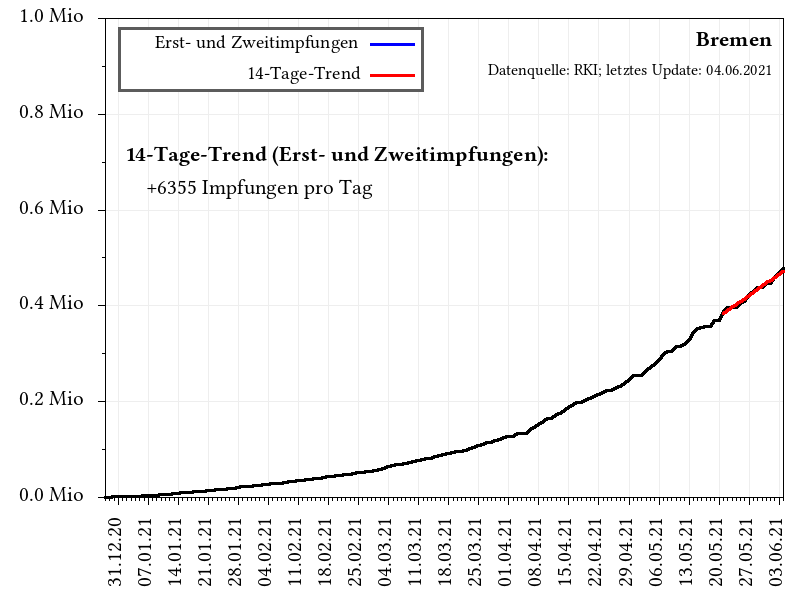 1.0 Mio
Erst- und Zweitimpfungen
14-Tage-Trend
Bremen
Datenquelle: RKI; letztes Update: 04.06.2021
0.8 Mio
14-Tage-Trend (Erst- und Zweitimpfungen):
+6355 Impfungen pro Tag
0.6 Mio
0.4 Mio
0.2 Mio
0.0 Mio
31.12.20
07.01.21
14.01.21
21.01.21
28.01.21
04.02.21
11.02.21
18.02.21
25.02.21
04.03.21
11.03.21
18.03.21
25.03.21
01.04.21
08.04.21
15.04.21
22.04.21
29.04.21
06.05.21
13.05.21
20.05.21
27.05.21
03.06.21